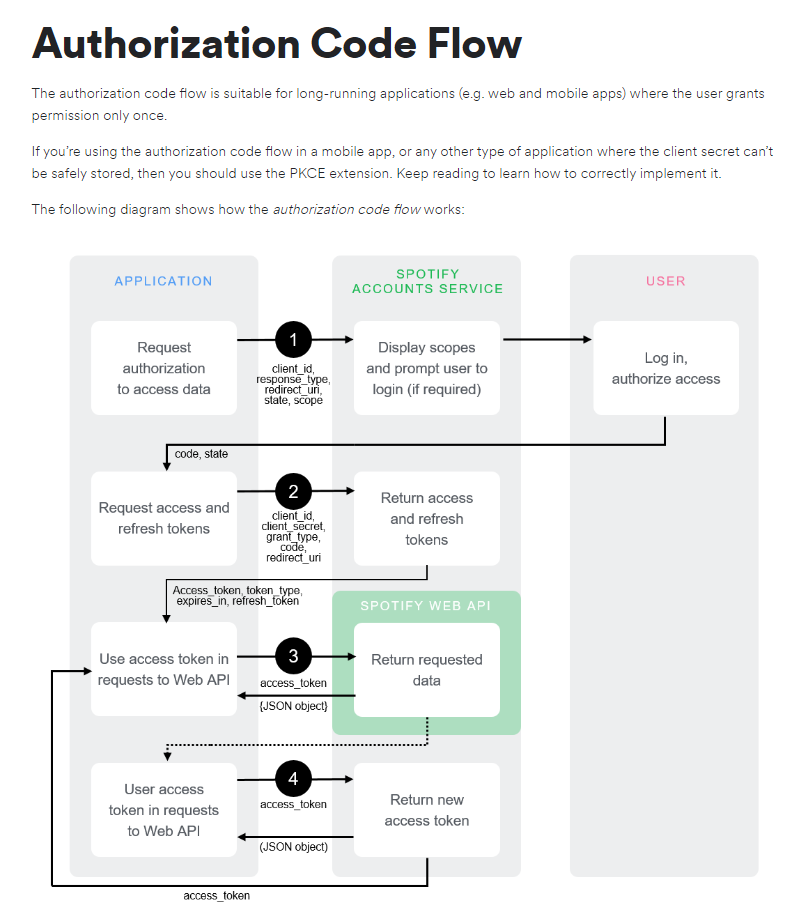 Authorization Code Flow
The authorization code flow is suitable for long-running applications (e.g. web and mobile apps) where the user grants
permission only once.
If you're using the authorization code flow in a mobile app, or any other type of application where the client secret can't
be safely stored, then you should use the PKCE extension. Keep reading to learn how to correctly implement it.
The following diagram shows how the authorization code flow works:
APPLICATION
SPOTIFY
ACCOUNTS SERVICE
USER
Request
authorization
to access data
1
client_id,
response_type,
redirect_uri,
state, scope
Display scopes
and prompt user to
login (if required)
Log in,
authorize access
code, state
Request access and
refresh tokens
2
client_id,
client_secret,
grant_type,
code,
redirect_uri
Return access
and refresh
tokens
Access_token, token_type,
expires_in, refresh_token
SPOTIFY WEB API
Use access token in
requests to Web API
3
access_token
{JSON object}
Return requested
data
User access
token in requests
to Web API
4
access_token
(JSON object)
Return new
access token
access_token